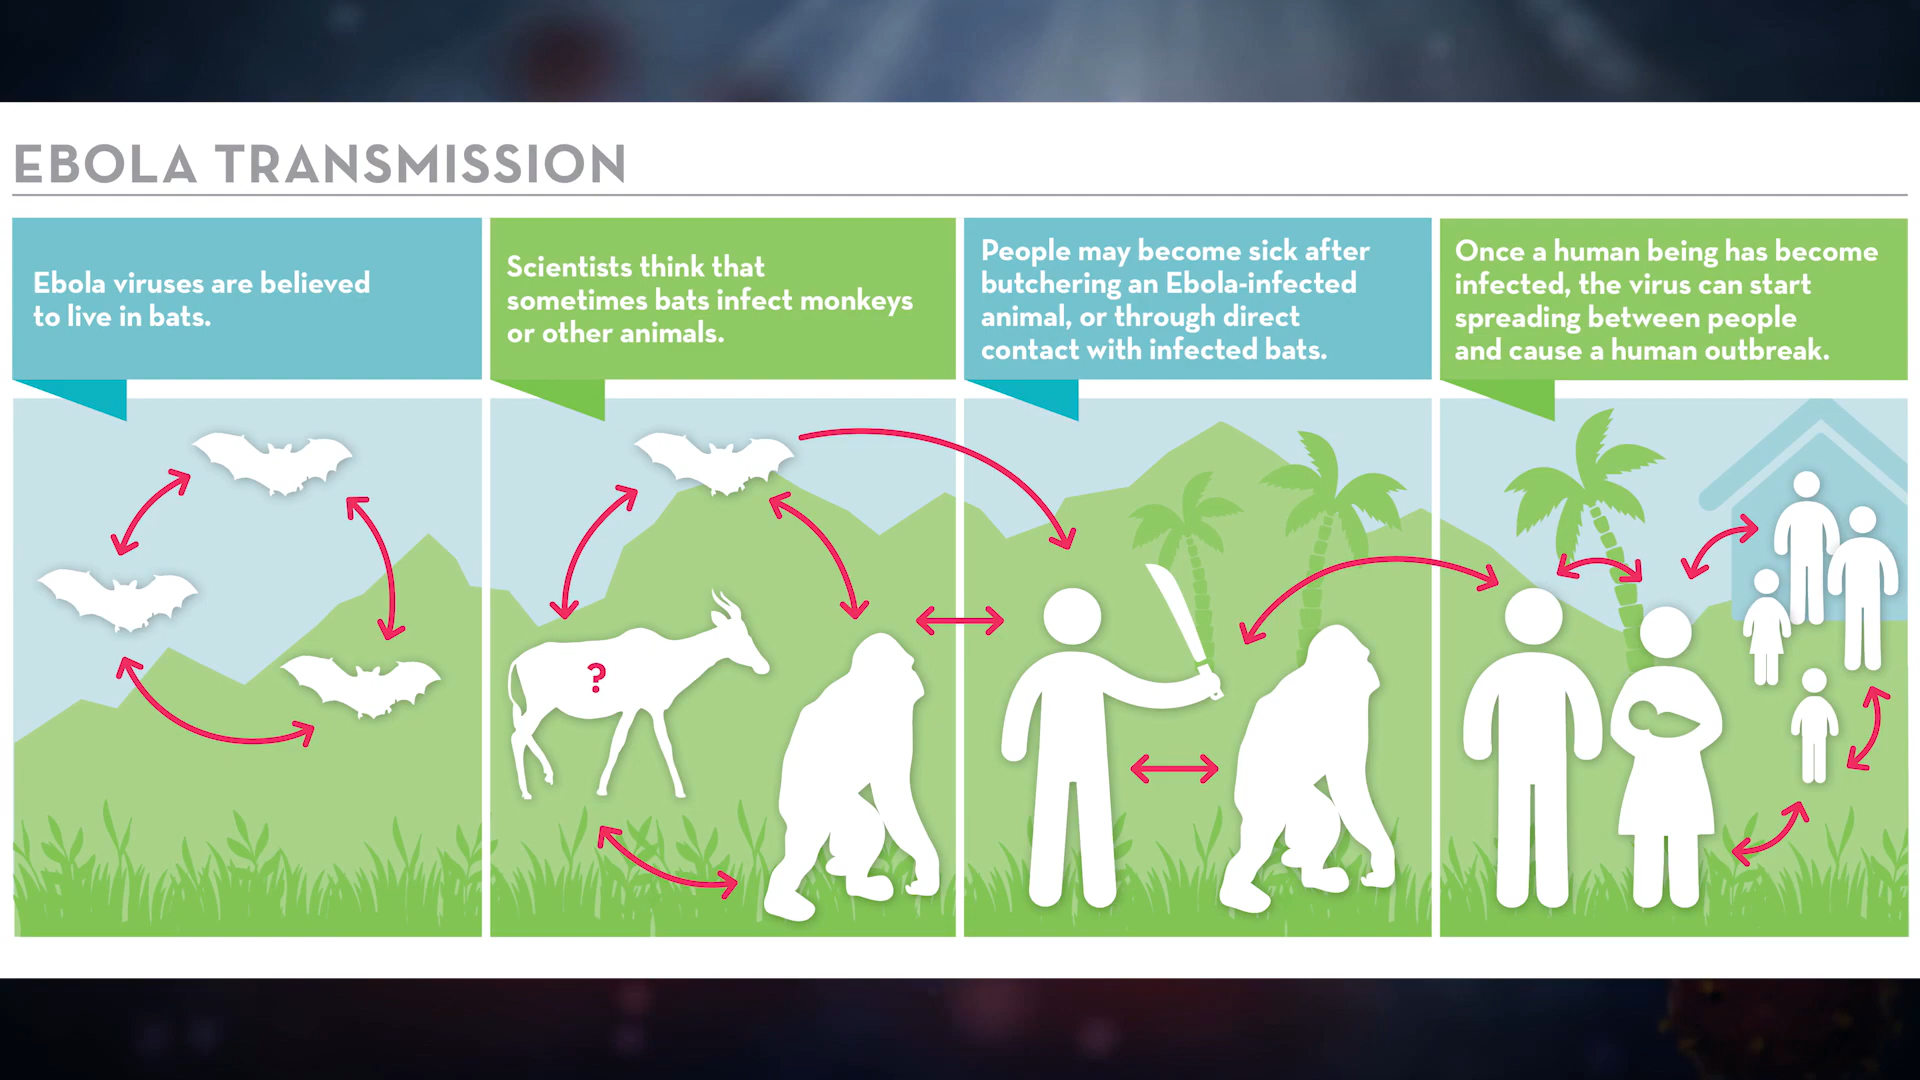 EBOLA TRANSMISSION
Ebola viruses are believed
to live in bats.
Scientists think that
sometimes bats infect monkeys
or other animals.
People may become sick after
butchering an Ebola-infected
animal, or through direct
contact with infected bats.
Once a human being has become
infected, the virus can start
spreading between people
and cause a human outbreak.
?